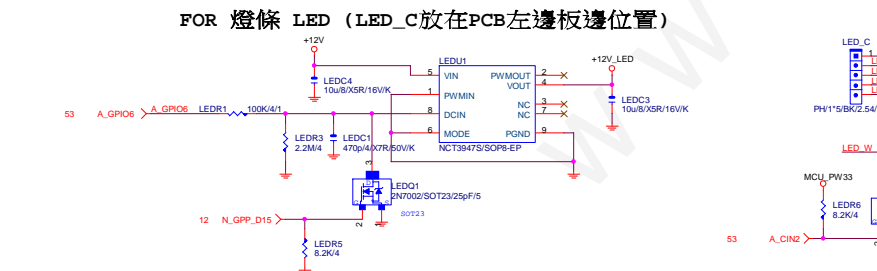 FOR 燈條 LED (LED_C放在PCB左邊板邊位置)
+12V
LEDC4
10u/8/X5R/16V/K
LEDU1
5 VIN
1 PWMIN
8 DCIN
6 MODE
PWMOUT 2
VOUT 4
NC 3
NC 7
PGND 9
NCT3947S/SOP8-EP
+12V_LED
LEDC3
10u/8/X5R/16V/K
53 A_GPIO6 A_GPIO6 LEDR1 100K/4/1
LEDR3
2.2M/4
LEDC1
470p/4/X7R/50V/K
3
D
G
S
2
1
LEDQ1
2N7002/SOT23/25pF/5
SOT23
12 N_GPP_D15
LEDR5
8.2K/4
LED_C
1
PH/1*5/BK/2.54/
LED_W
MCU_PW33
LEDR6
8.2K/4
53 A_CIN2